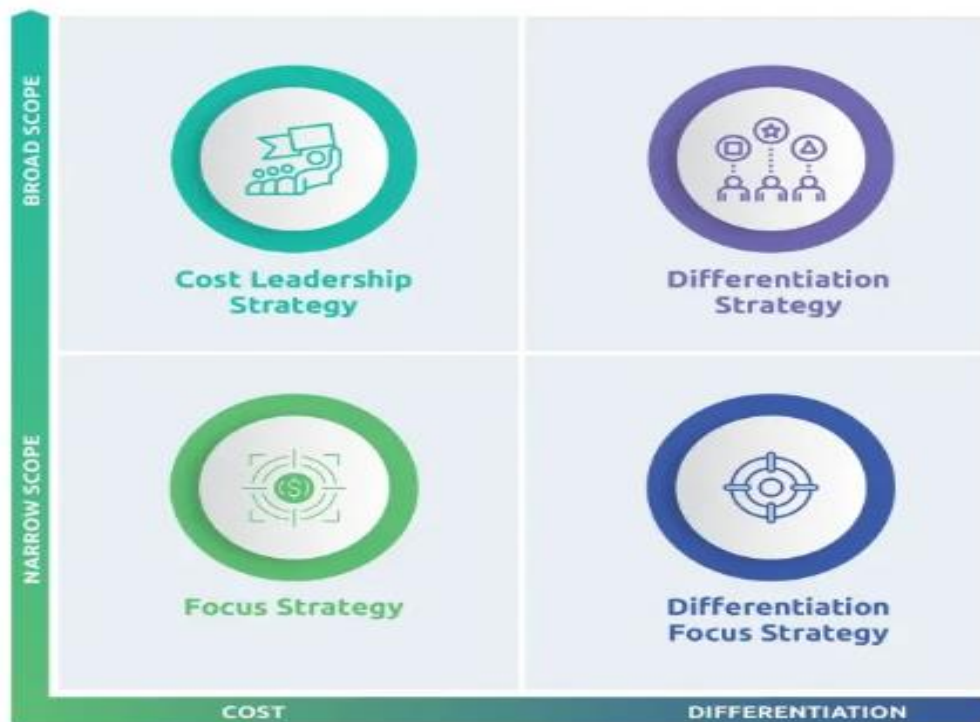 BROAD SCOPE
Cost Leadership
Strategy
Differentiation
Strategy
NARROW SCOPE
Focus Strategy
Differentiation
Focus Strategy
COST
DIFFERENTIATION